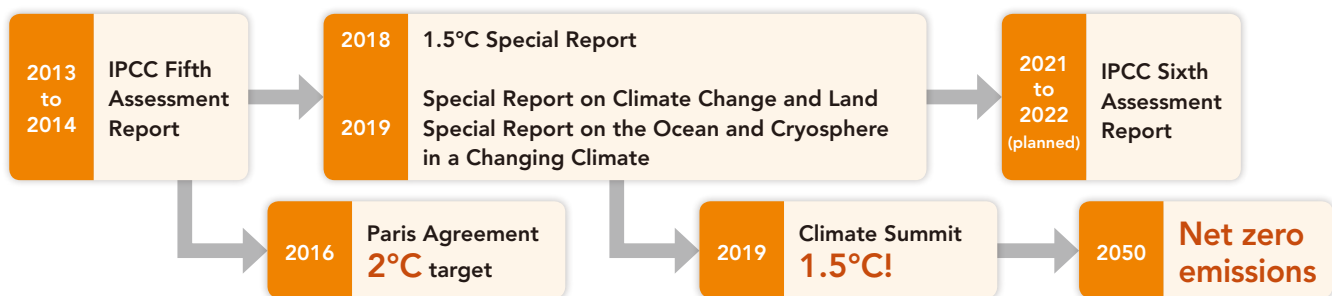 2013
to
2014
IPCC Fifth
Assessment
Report
2018
1.5°C Special Report
2019
Special Report on Climate Change and Land
Special Report on the Ocean and Cryosphere
in a Changing Climate
2021
to
2022
(planned)
IPCC Sixth
Assessment
Report
2016
Paris Agreement
2°C target
2019
Climate Summit
1.5°C!
2050
Net zero
emissions